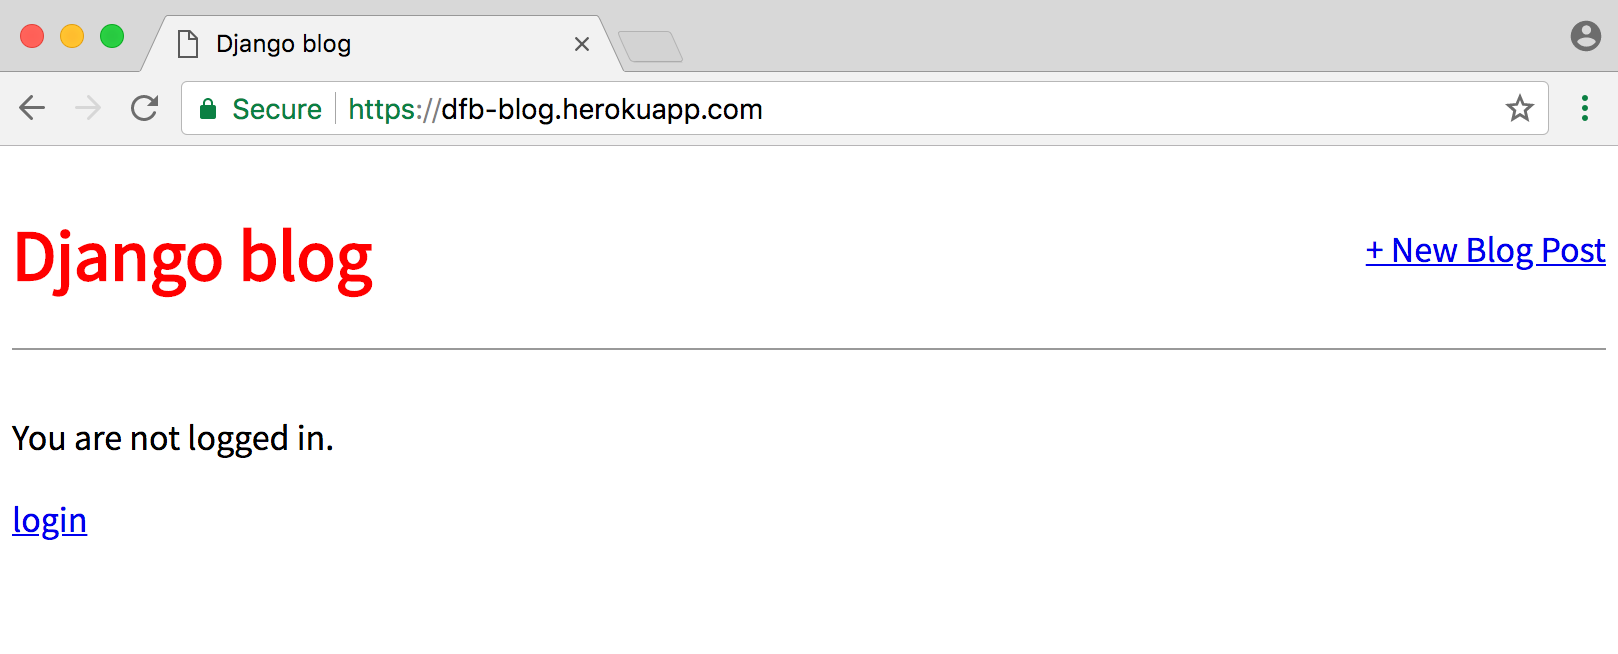 Django blog
Secure https://dfb-blog.herokuapp.com
Django blog
+ New Blog Post
You are not logged in.
login